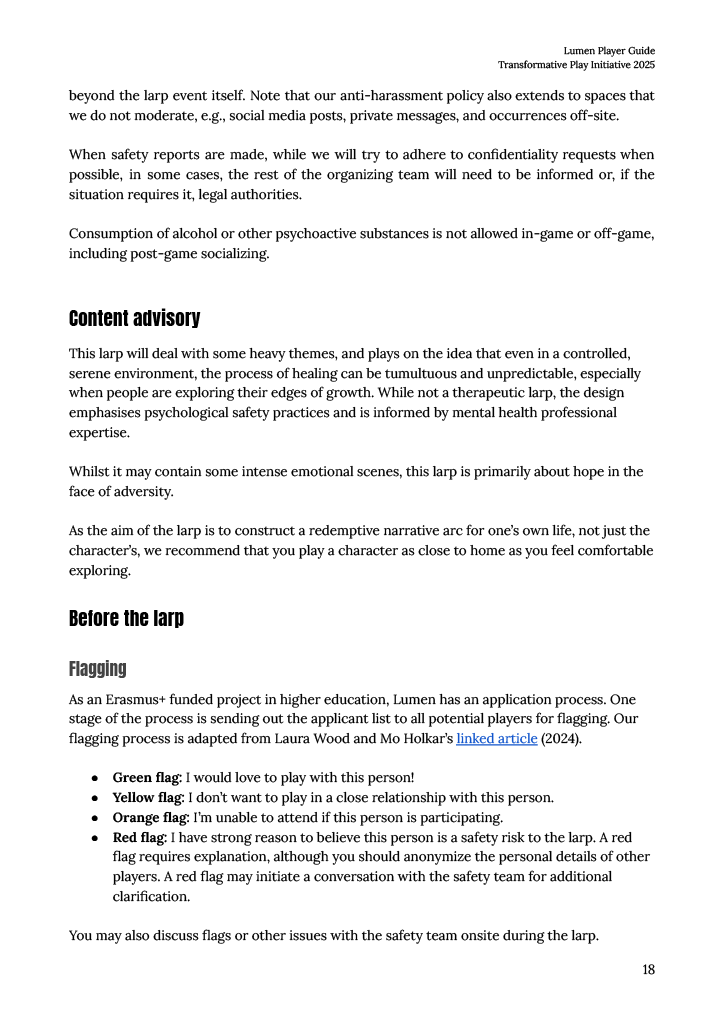 Lumen Player Guide
Transformative Play Initiative 2025
beyond the larp event itself. Note that our anti-harassment policy also extends to spaces that
we do not moderate, e.g., social media posts, private messages, and occurrences off-site.
When safety reports are made, while we will try to adhere to confidentiality requests when
possible, in some cases, the rest of the organizing team will need to be informed or, if the
situation requires it, legal authorities.
Consumption of alcohol or other psychoactive substances is not allowed in-game or off-game,
including post-game socializing.
Content advisory
This larp will deal with some heavy themes, and plays on the idea that even in a controlled,
serene environment, the process of healing can be tumultuous and unpredictable, especially
when people are exploring their edges of growth. While not a therapeutic larp, the design
emphasises psychological safety practices and is informed by mental health professional
expertise.
Whilst it may contain some intense emotional scenes, this larp is primarily about hope in the
face of adversity.
As the aim of the larp is to construct a redemptive narrative arc for one's own life, not just the
character's, we recommend that you play a character as close to home as you feel comfortable
exploring.
Before the larp
Flagging
As an Erasmus+ funded project in higher education, Lumen has an application process. One
stage of the process is sending out the applicant list to all potential players for flagging. Our
flagging process is adapted from Laura Wood and Mo Holkar's linked article (2024).
● Green flag: I would love to play with this person!
● Yellow flag: I don't want to play in a close relationship with this person.
● Orange flag: I'm unable to attend if this person is participating.
● Red flag: I have strong reason to believe this person is a safety risk to the larp. A red
flag requires explanation, although you should anonymize the personal details of other
players. A red flag may initiate a conversation with the safety team for additional
clarification.
You may also discuss flags or other issues with the safety team onsite during the larp.
18